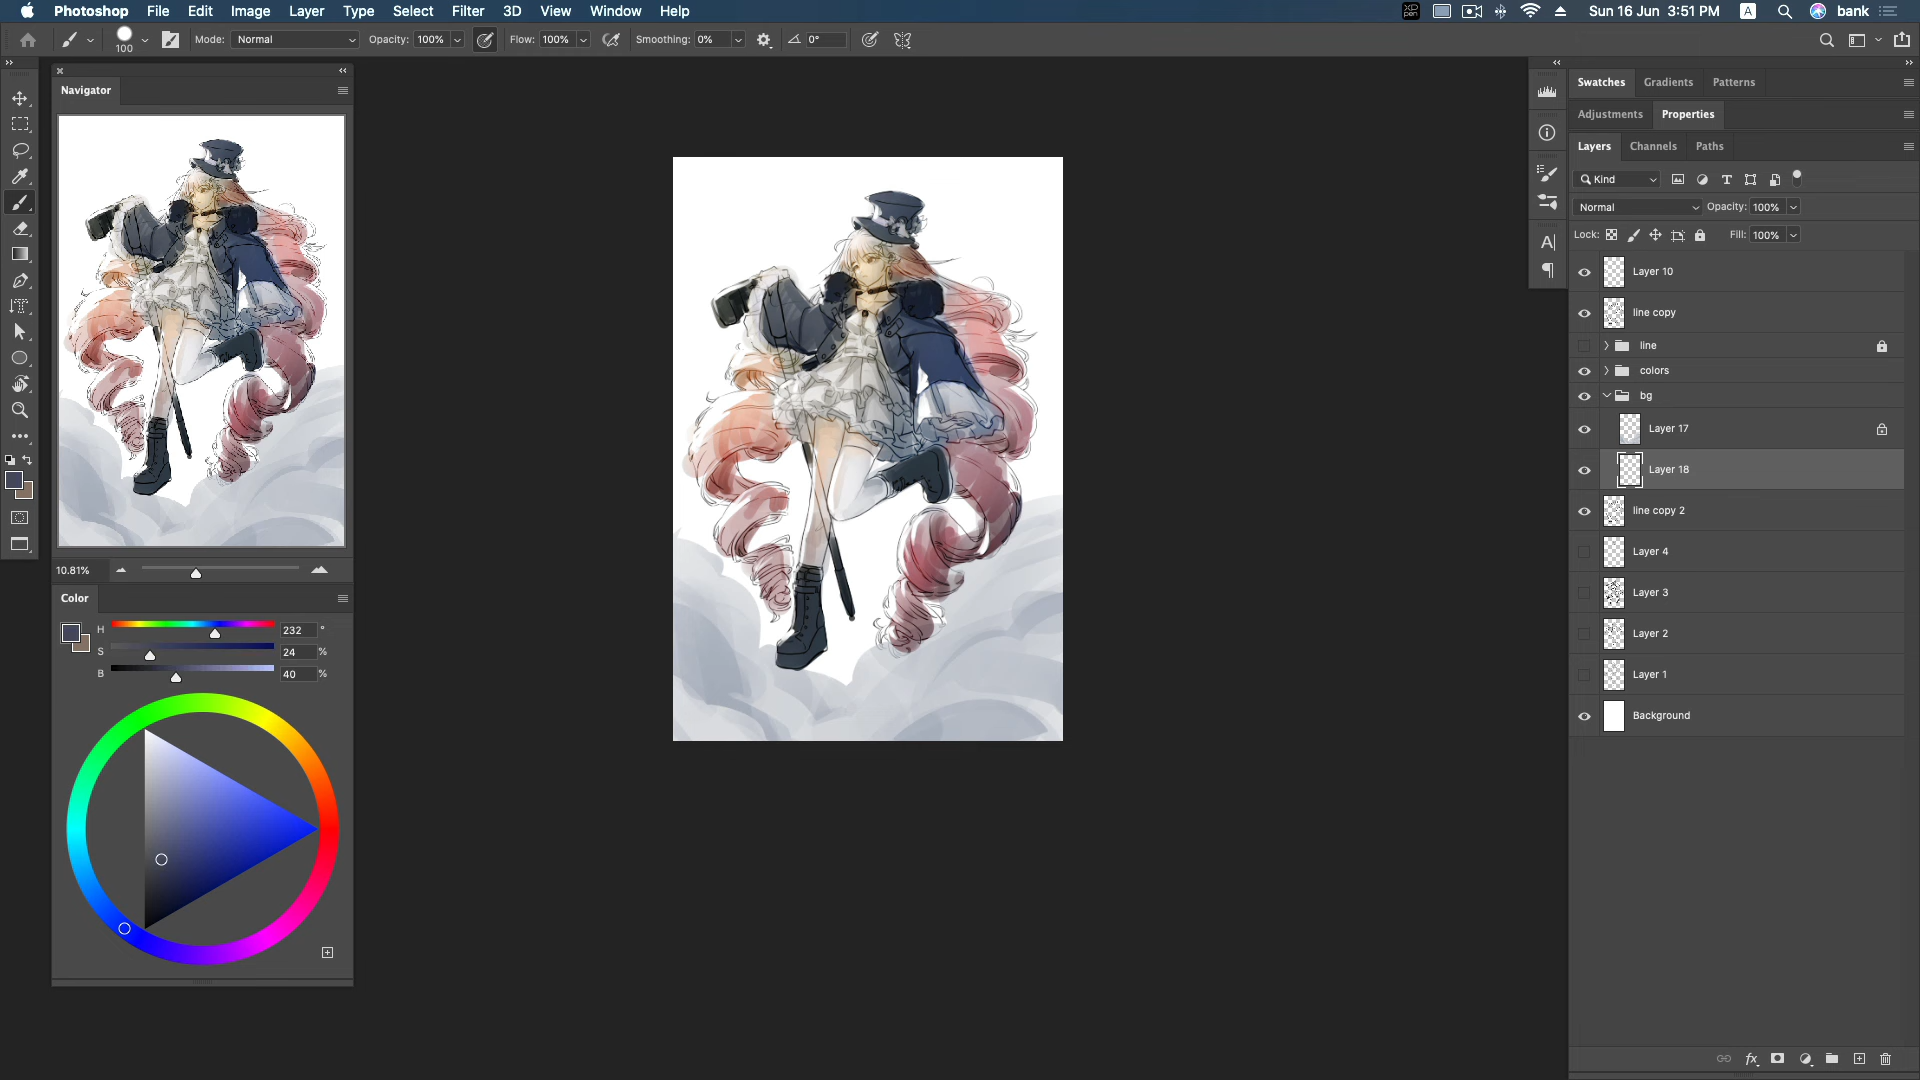 Photoshop File Edit Image Layer Type Select Filter 3D View Window Help Sun 16 Jun 3:51 PM A bank
100 Mode: Normal Opacity: 100% Flow: 100% Smoothing: 0% 0°
Navigator
10.81%
Color
H 232 °
S 24 %
B 40 %
Swatches Gradients Patterns
Adjustments Properties
Layers Channels Paths
Kind
Normal Opacity: 100%
Lock: Fill: 100%
Layer 10
line copy
line
colors
bg
Layer 17
Layer 18
line copy 2
Layer 4
Layer 3
Layer 2
Layer 1
Background